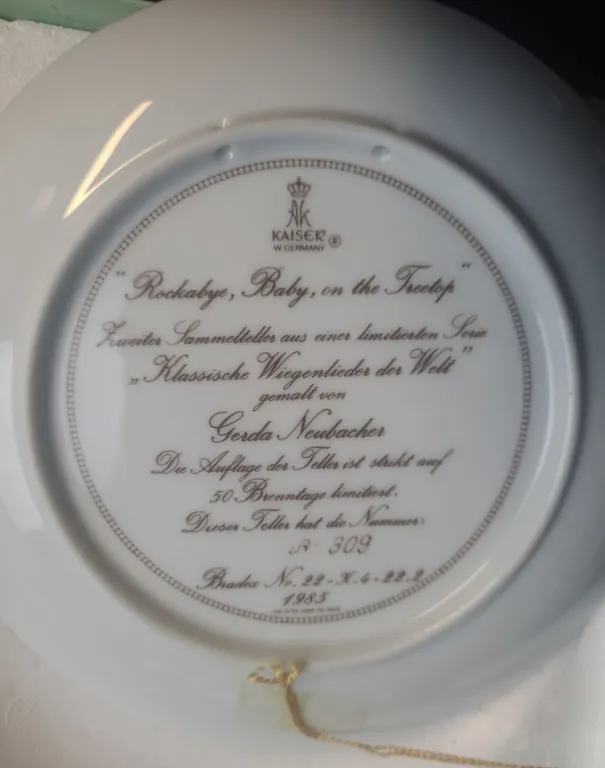 AK
KAISER ®
W. GERMANY
"Rockabye, Baby, on the Treetop"
Zweiter Sammelteller aus einer limitierten Serie
„Klassische Wiegenlieder der Welt"
gemalt von
Gerda Neubacher
Die Auflage der Teller ist strikt auf
50 Brenntage limitiert.
Dieser Teller hat die Nummer:
309
Bradex No. 22-K.4-22.2
1985